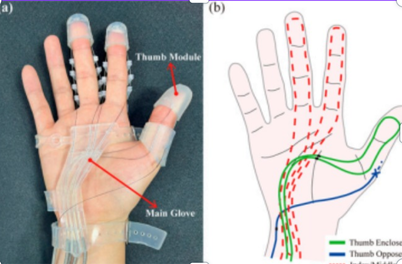 a)
(b)
Thumb Module
Main Glove
Thumb Enclose
Thumb Oppose